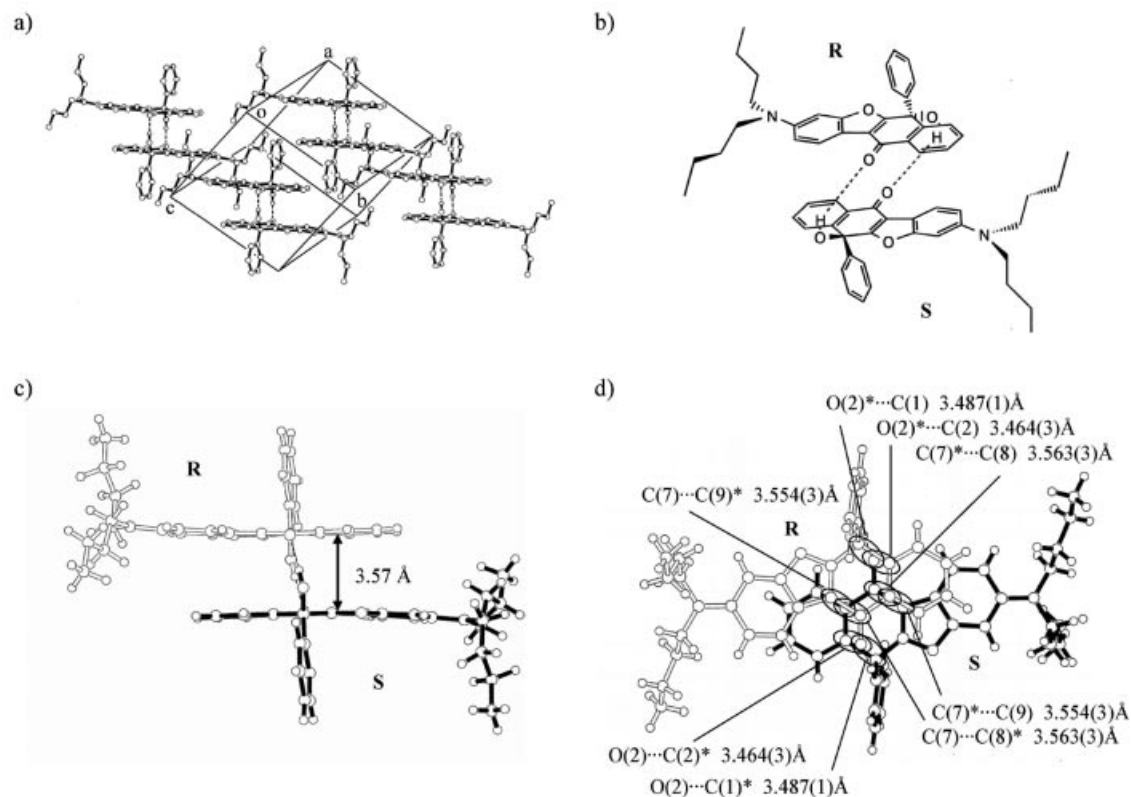 a)
a
o
c
b
b)
R
O
IO
N
H
O
O
H
O
O
N
S
c)
R
3.57 Å
S
d)
O(2)*···C(1) 3.487(1)Å
O(2)*···C(2) 3.464(3)Å
C(7)*···C(8) 3.563(3)Å
C(7)···C(9)* 3.554(3)Å
R
S
C(7)*···C(9) 3.554(3)Å
C(7)···C(8)* 3.563(3)Å
O(2)···C(2)* 3.464(3)Å
O(2)···C(1)* 3.487(1)Å